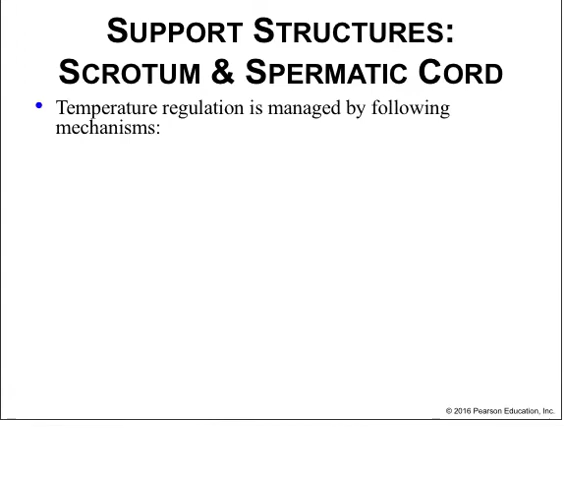 SUPPORT STRUCTURES:
SCROTUM & SPERMATIC CORD
• Temperature regulation is managed by following
mechanisms:
© 2016 Pearson Education, Inc.